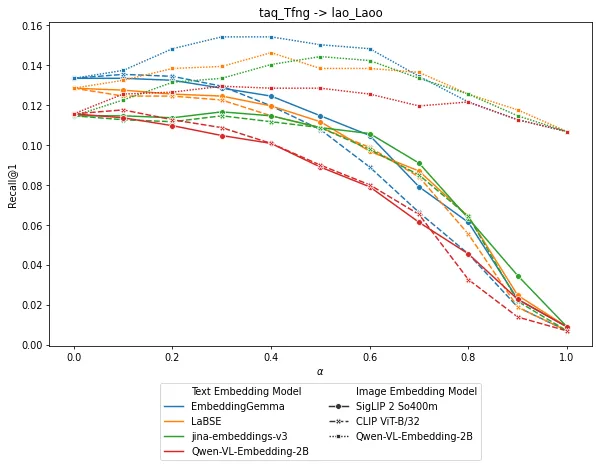 taq_Tfng -> lao_Laoo
0.16
0.14
0.12
0.10
0.08
0.06
0.04
0.02
0.00
Recall@1
0.0
0.2
0.4
0.6
0.8
1.0
α
Text Embedding Model
EmbeddingGemma
LaBSE
jina-embeddings-v3
Qwen-VL-Embedding-2B
Image Embedding Model
SigLIP 2 So400m
CLIP ViT-B/32
Qwen-VL-Embedding-2B